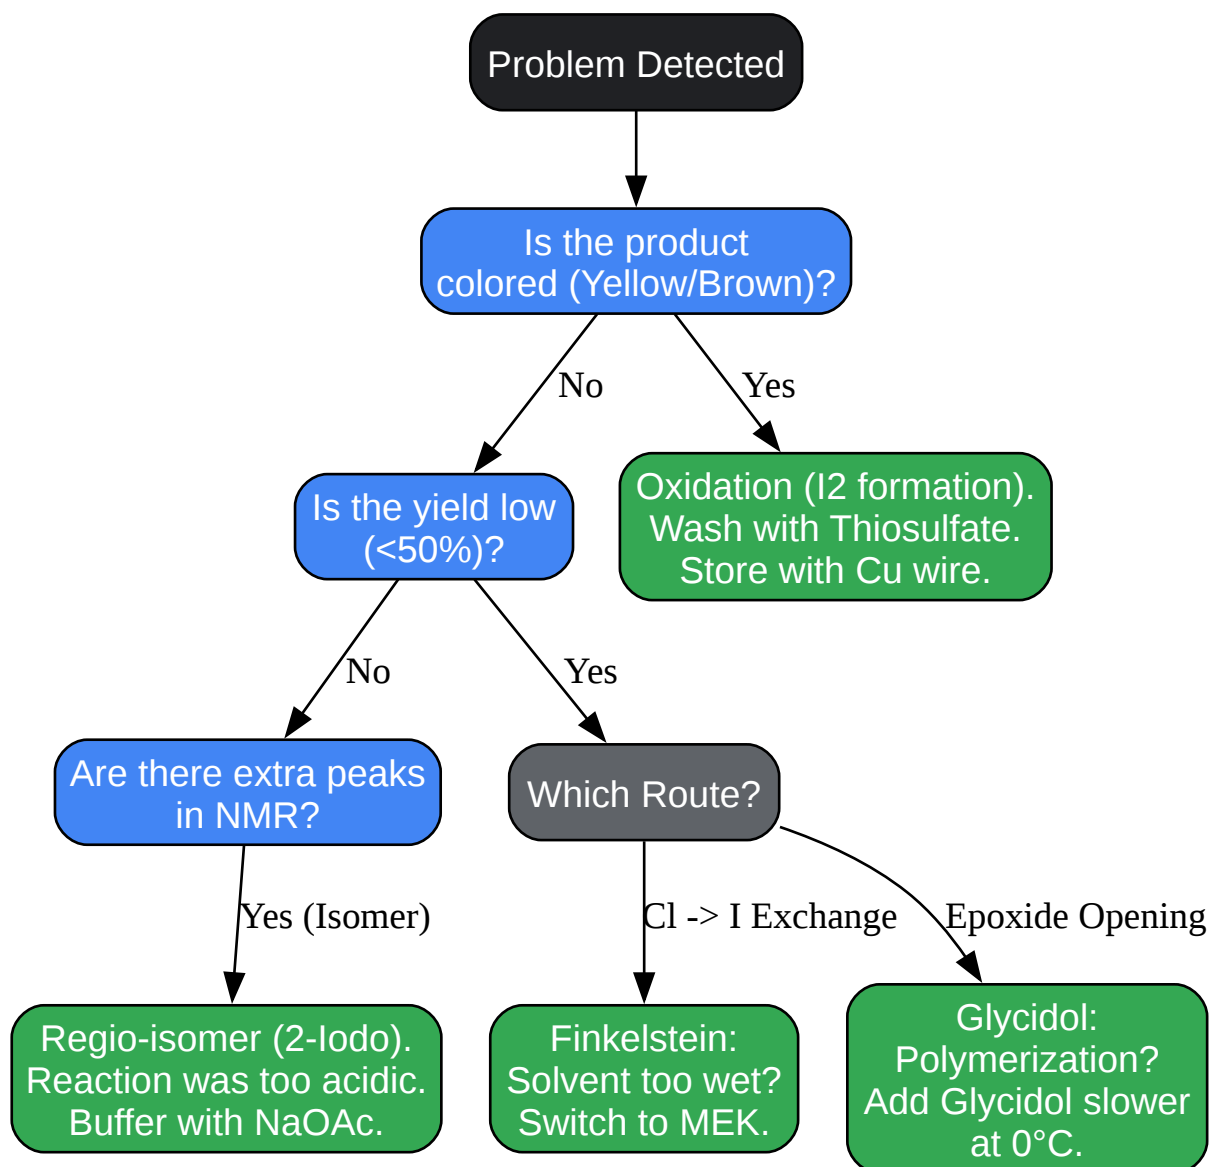 Problem Detected
Is the product
colored (Yellow/Brown)?
No
Yes
Is the yield low
(<50%)?
Oxidation (I2 formation).
Wash with Thiosulfate.
Store with Cu wire.
No
Yes
Are there extra peaks
in NMR?
Which Route?
Yes (Isomer)
Cl -> I Exchange
Epoxide Opening
Regio-isomer (2-Iodo).
Reaction was too acidic.
Buffer with NaOAc.
Finkelstein:
Solvent too wet?
Switch to MEK.
Glycidol:
Polymerization?
Add Glycidol slower
at 0°C.